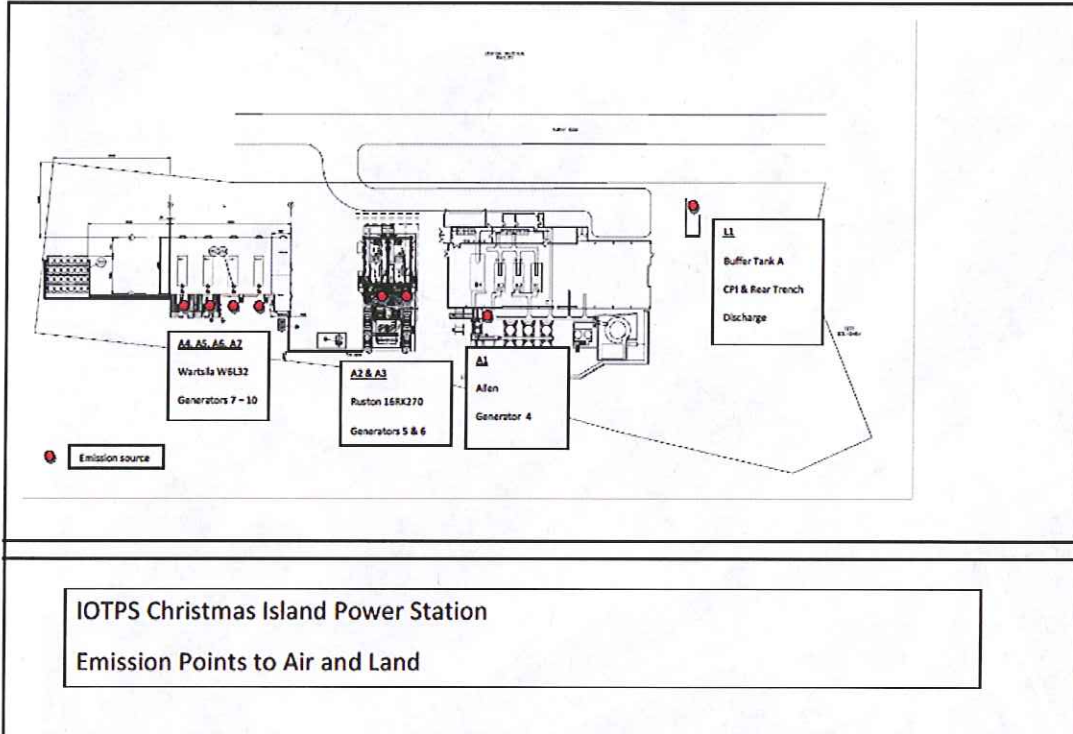 L1
Buffer Tank A
CPI & Rear Trench
Discharge
A4, A5, A6, A7
Wartsila W6L32
Generators 7 – 10
A2 & A3
Ruston 16RK270
Generators 5 & 6
A1
Allen
Generator 4
Emission source
IOTPS Christmas Island Power Station
Emission Points to Air and Land